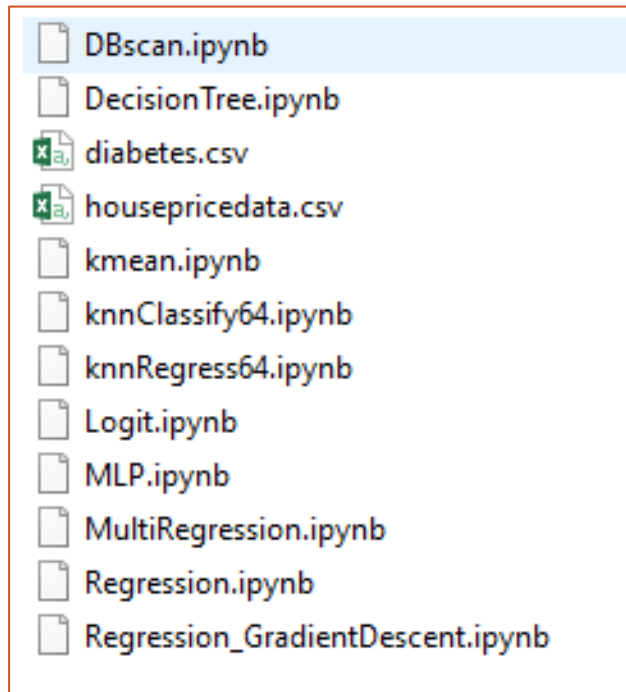 DBscan.ipynb
DecisionTree.ipynb
diabetes.csv
housepricedata.csv
kmean.ipynb
knnClassify64.ipynb
knnRegress64.ipynb
Logit.ipynb
MLP.ipynb
MultiRegression.ipynb
Regression.ipynb
Regression_GradientDescent.ipynb